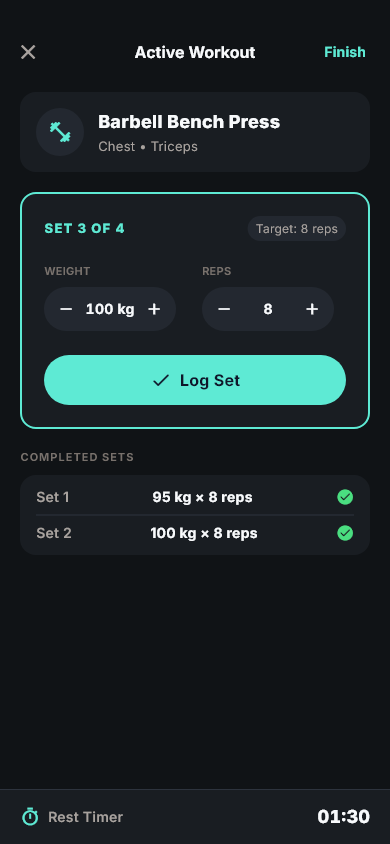 Active Workout
Finish
Barbell Bench Press
Chest • Triceps
SET 3 OF 4
Target: 8 reps
WEIGHT
REPS
− 100 kg +
− 8 +
Log Set
COMPLETED SETS
Set 1 95 kg × 8 reps
Set 2 100 kg × 8 reps
Rest Timer 01:30